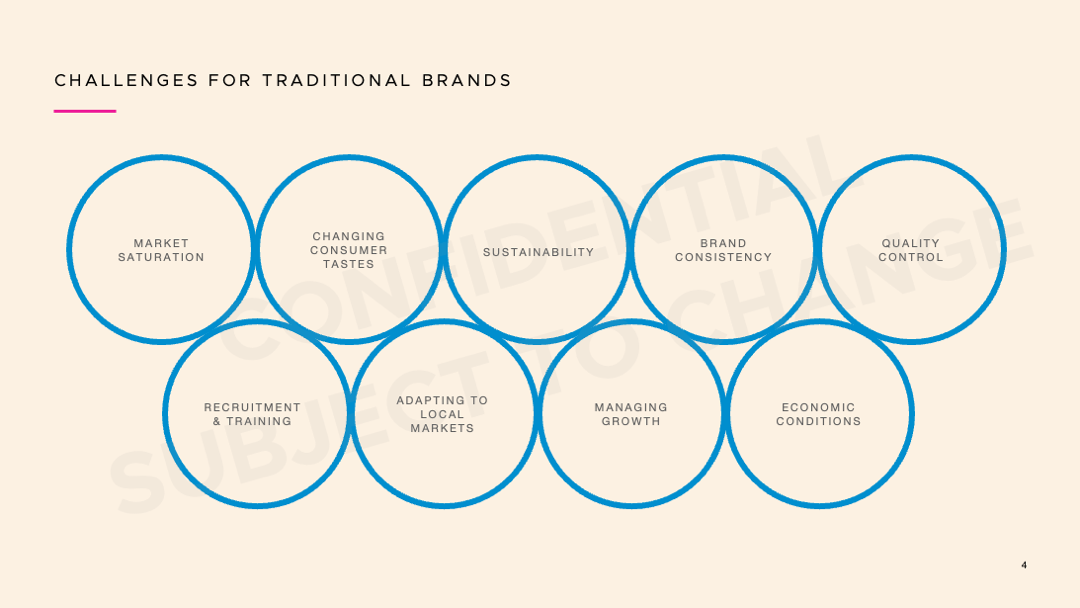 CHALLENGES FOR TRADITIONAL BRANDS
MARKET
SATURATION
CHANGING
CONSUMER
TASTES
SUSTAINABILITY
BRAND
CONSISTENCY
QUALITY
CONTROL
RECRUITMENT
& TRAINING
ADAPTING TO
LOCAL
MARKETS
MANAGING
GROWTH
ECONOMIC
CONDITIONS
CONFIDENTIAL
SUBJECT TO CHANGE
4